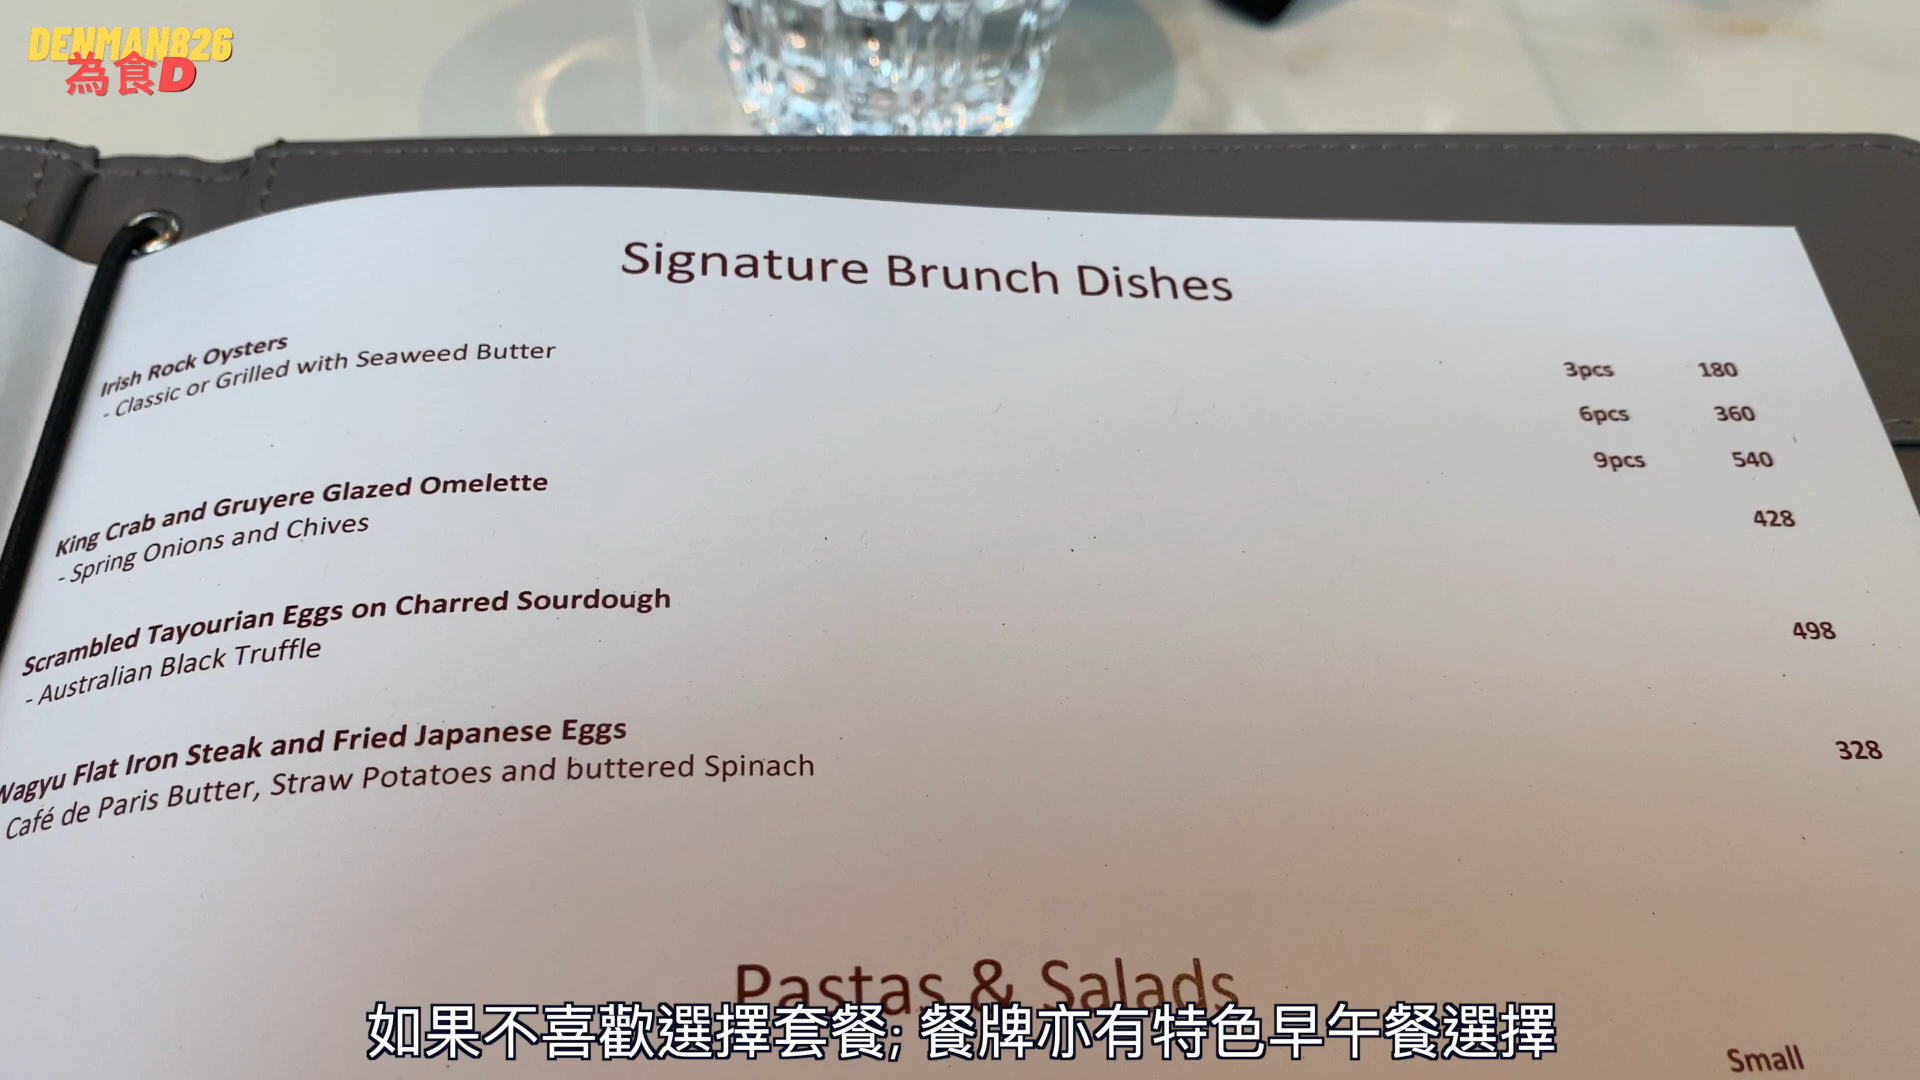 DENMAN826
為食D
Signature Brunch Dishes
Irish Rock Oysters
- Classic or Grilled with Seaweed Butter
3pcs 180
6pcs 360
9pcs 540
King Crab and Gruyere Glazed Omelette 428
- Spring Onions and Chives
Scrambled Tayourian Eggs on Charred Sourdough 498
- Australian Black Truffle
Wagyu Flat Iron Steak and Fried Japanese Eggs 328
Café de Paris Butter, Straw Potatoes and buttered Spinach
Pastas & Salads
如果不喜歡選擇套餐; 餐牌亦有特色早午餐選擇
Small